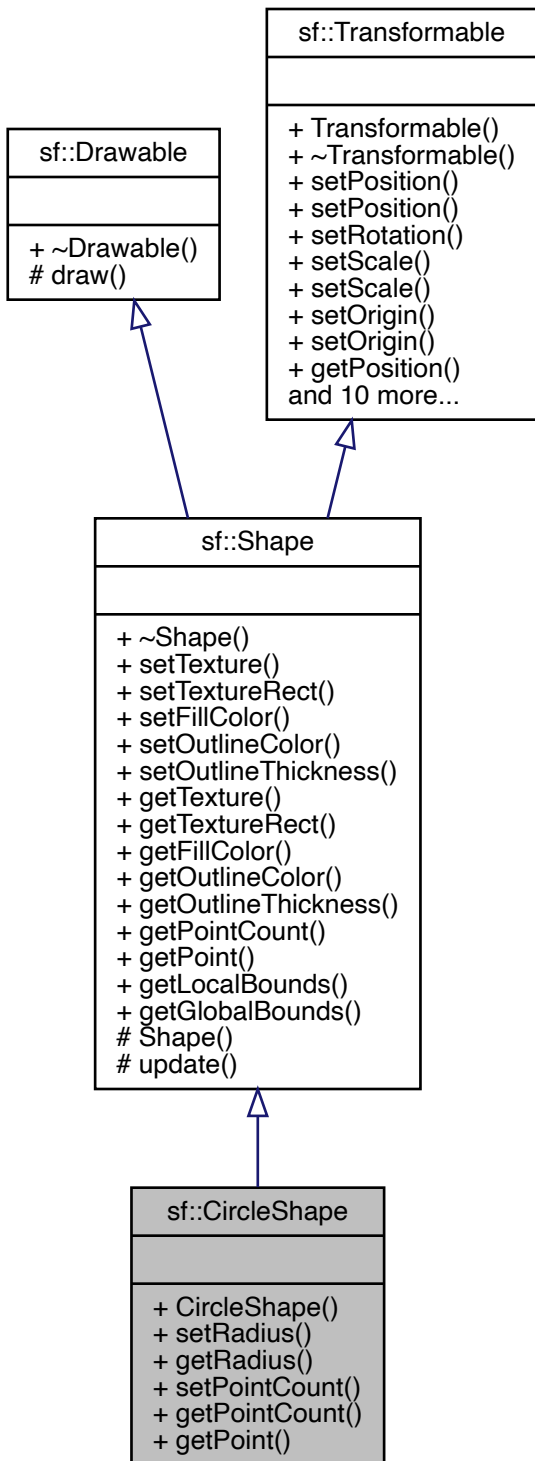 sf::Transformable
+ Transformable()
+ ~Transformable()
+ setPosition()
+ setPosition()
+ setRotation()
+ setScale()
+ setScale()
+ setOrigin()
+ setOrigin()
+ getPosition()
and 10 more...
sf::Drawable
+ ~Drawable()
# draw()
sf::Shape
+ ~Shape()
+ setTexture()
+ setTextureRect()
+ setFillColor()
+ setOutlineColor()
+ setOutlineThickness()
+ getTexture()
+ getTextureRect()
+ getFillColor()
+ getOutlineColor()
+ getOutlineThickness()
+ getPointCount()
+ getPoint()
+ getLocalBounds()
+ getGlobalBounds()
# Shape()
# update()
sf::CircleShape
+ CircleShape()
+ setRadius()
+ getRadius()
+ setPointCount()
+ getPointCount()
+ getPoint()